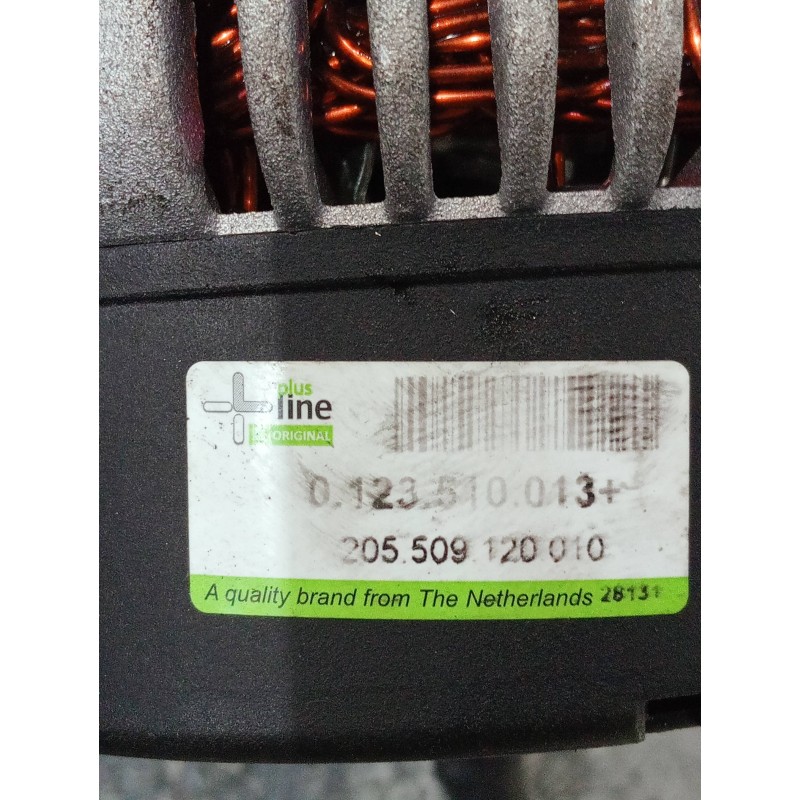 plus
line
ORIGINAL
0.123.510.013+
205.509.120.010
A quality brand from The Netherlands 28131